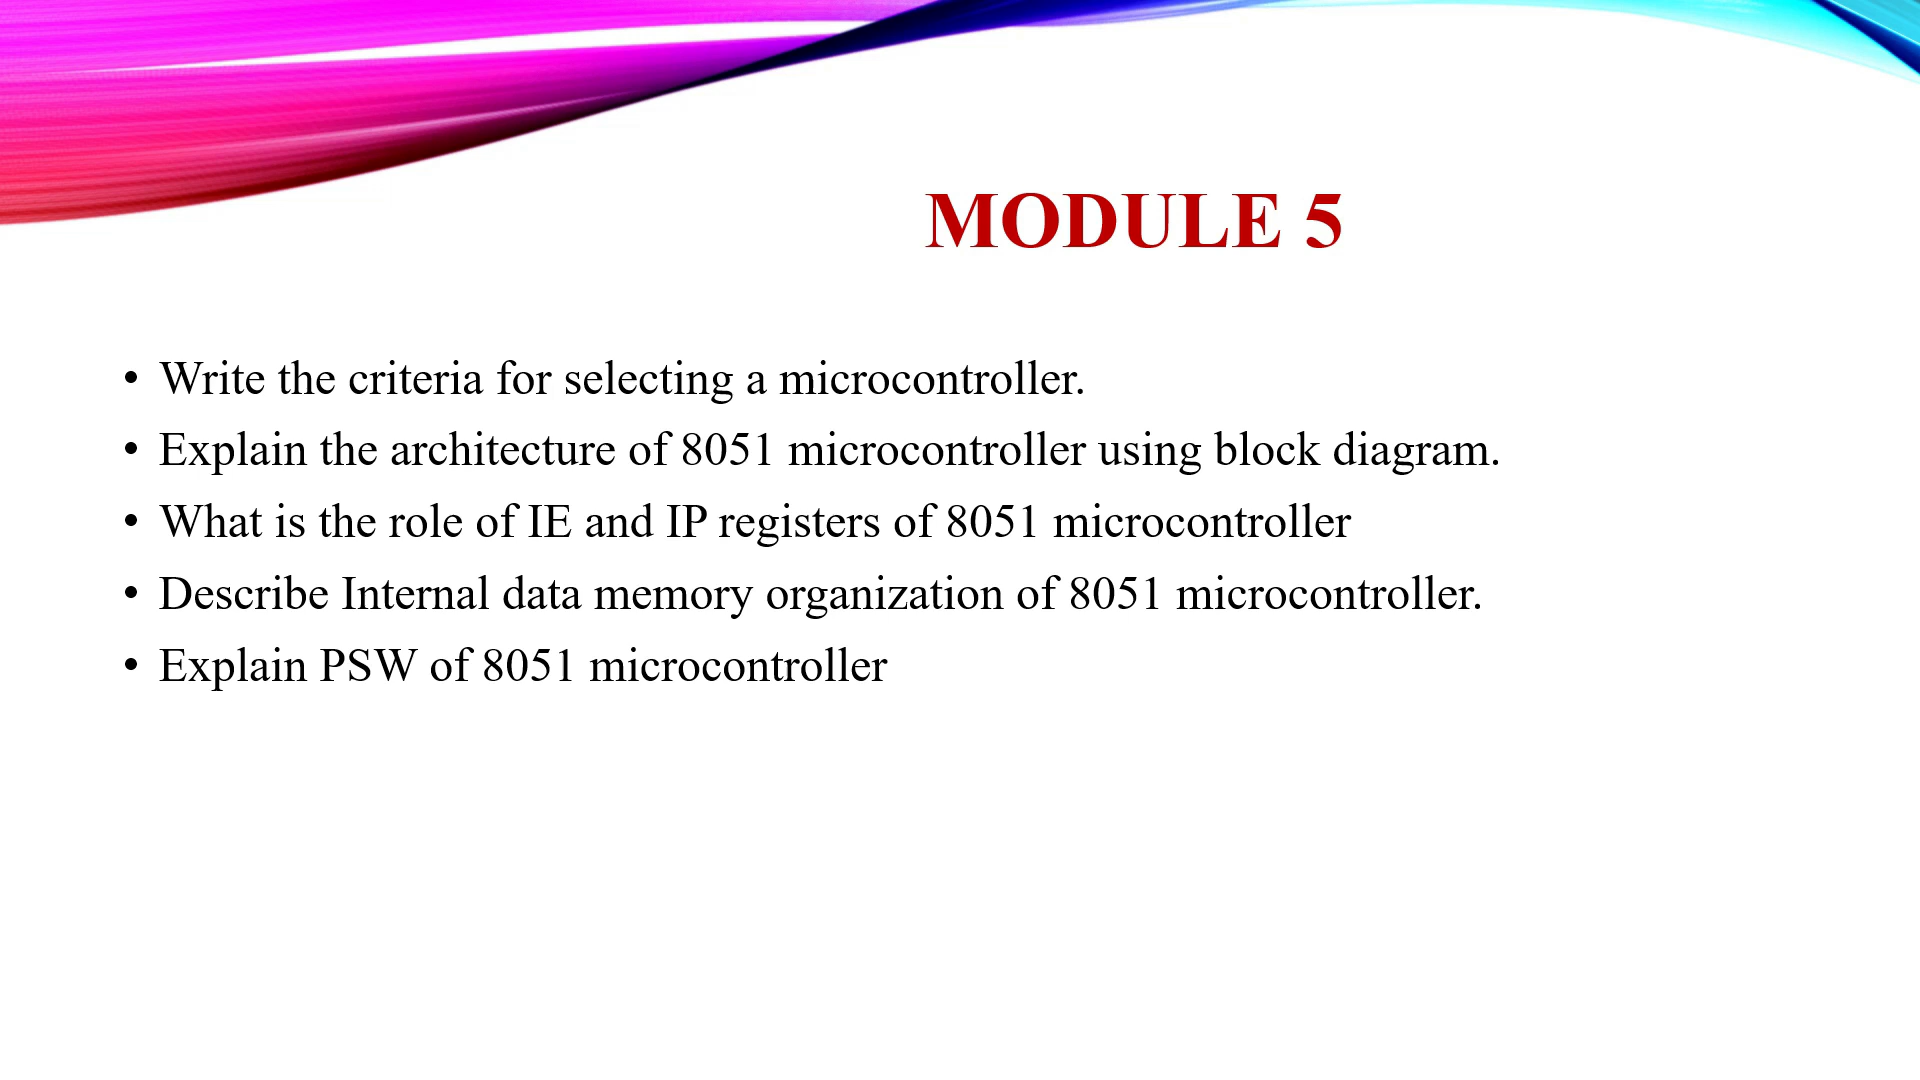 MODULE 5
• Write the criteria for selecting a microcontroller.
• Explain the architecture of 8051 microcontroller using block diagram.
• What is the role of IE and IP registers of 8051 microcontroller
• Describe Internal data memory organization of 8051 microcontroller.
• Explain PSW of 8051 microcontroller